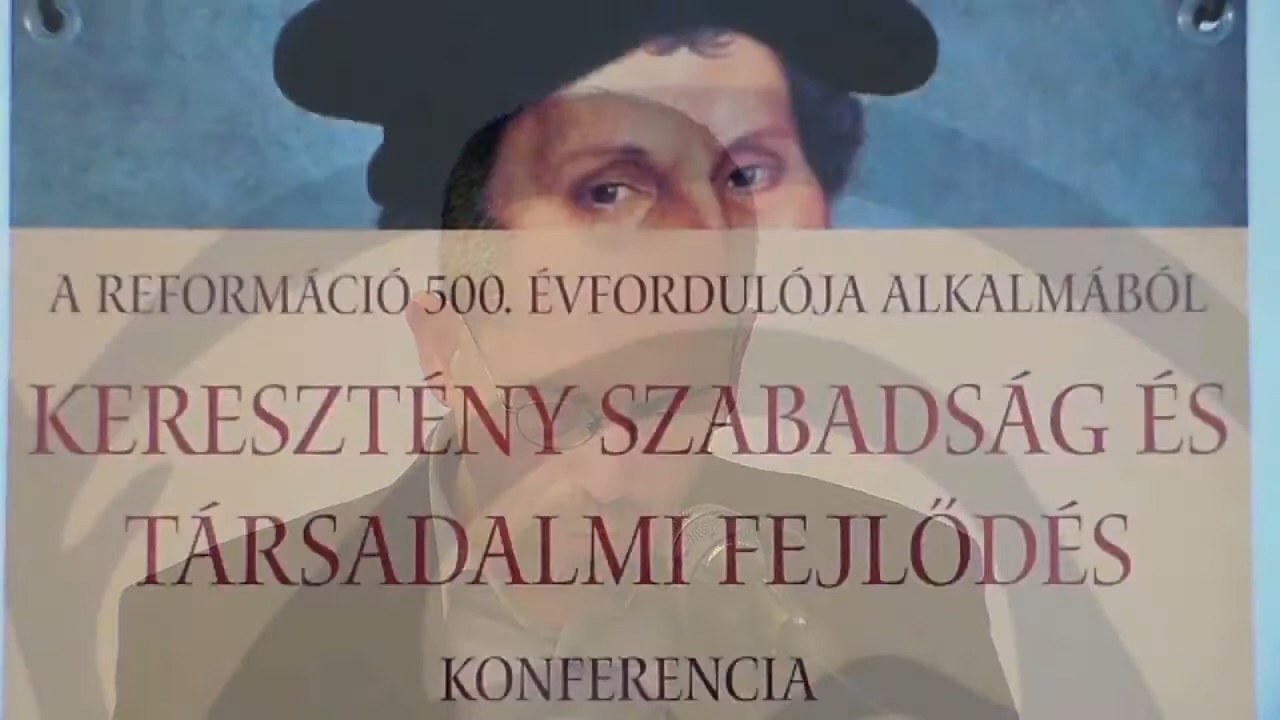 A REFORMÁCIÓ 500. ÉVFORDULÓJA ALKALMÁBÓL
KERESZTÉNY SZABADSÁG ÉS
TÁRSADALMI FEJLŐDÉS
KONFERENCIA